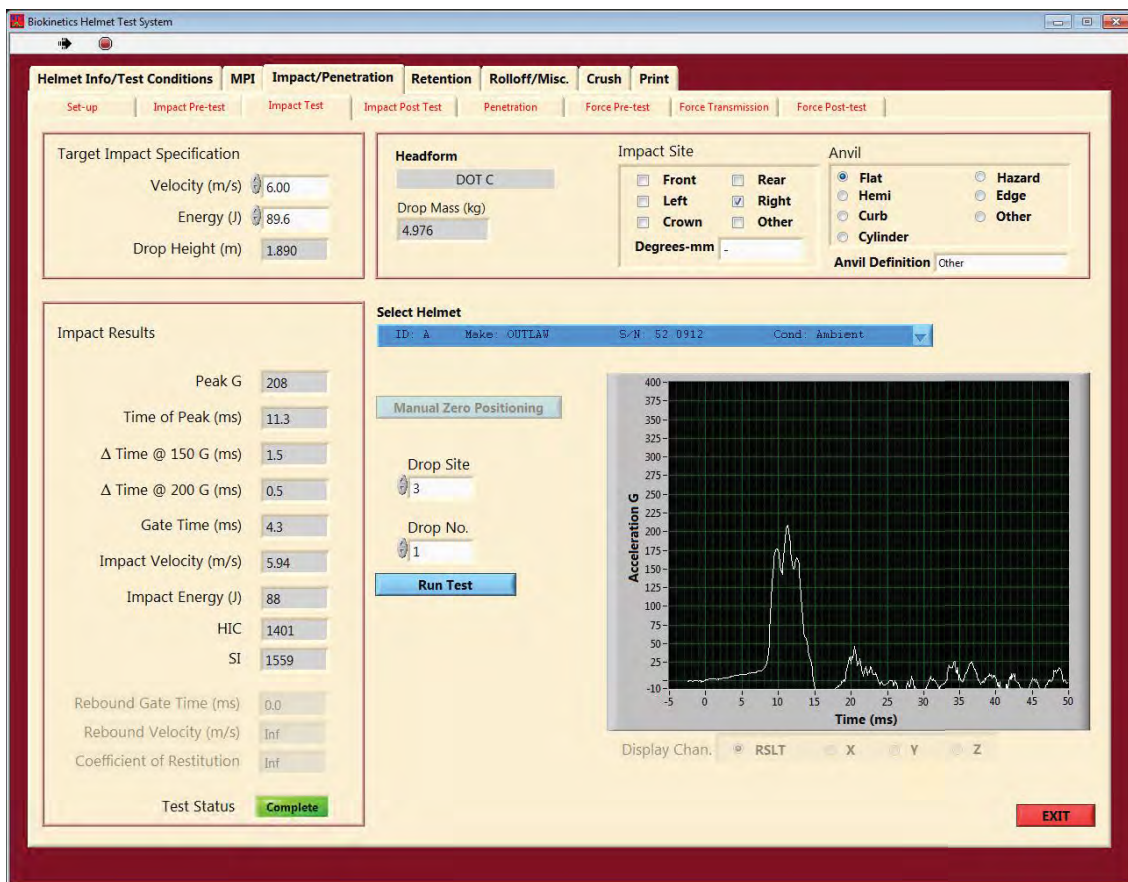 Biokinetics Helmet Test System
Helmet Info/Test Conditions MPI Impact/Penetration Retention Rolloff/Misc. Crush Print
Set-up Impact Pre-test Impact Test Impact Post Test Penetration Force Pre-test Force Transmission Force Post-test
Target Impact Specification
Velocity (m/s) 6.00
Energy (J) 89.6
Drop Height (m) 1.890
Headform
DOT C
Drop Mass (kg)
4.976
Impact Site
Front Rear
Left Right
Crown Other
Degrees-mm -
Anvil
Flat Hazard
Hemi Edge
Curb Other
Cylinder
Anvil Definition Other
Impact Results
Peak G 208
Time of Peak (ms) 11.3
Δ Time @ 150 G (ms) 1.5
Δ Time @ 200 G (ms) 0.5
Gate Time (ms) 4.3
Impact Velocity (m/s) 5.94
Impact Energy (J) 88
HIC 1401
SI 1559
Rebound Gate Time (ms) 0.0
Rebound Velocity (m/s) Inf
Coefficient of Restitution Inf
Test Status Complete
Select Helmet
ID: A Make: OUTLAW S/N 52 0912 Cond: Ambient
Manual Zero Positioning
Drop Site
3
Drop No.
1
Run Test
Acceleration G
400
375
350
325
300
275
250
225
200
175
150
125
100
75
50
25
-10
-5 0 5 10 15 20 25 30 35 40 45 50
Time (ms)
Display Chan. RSLT X Y Z
EXIT